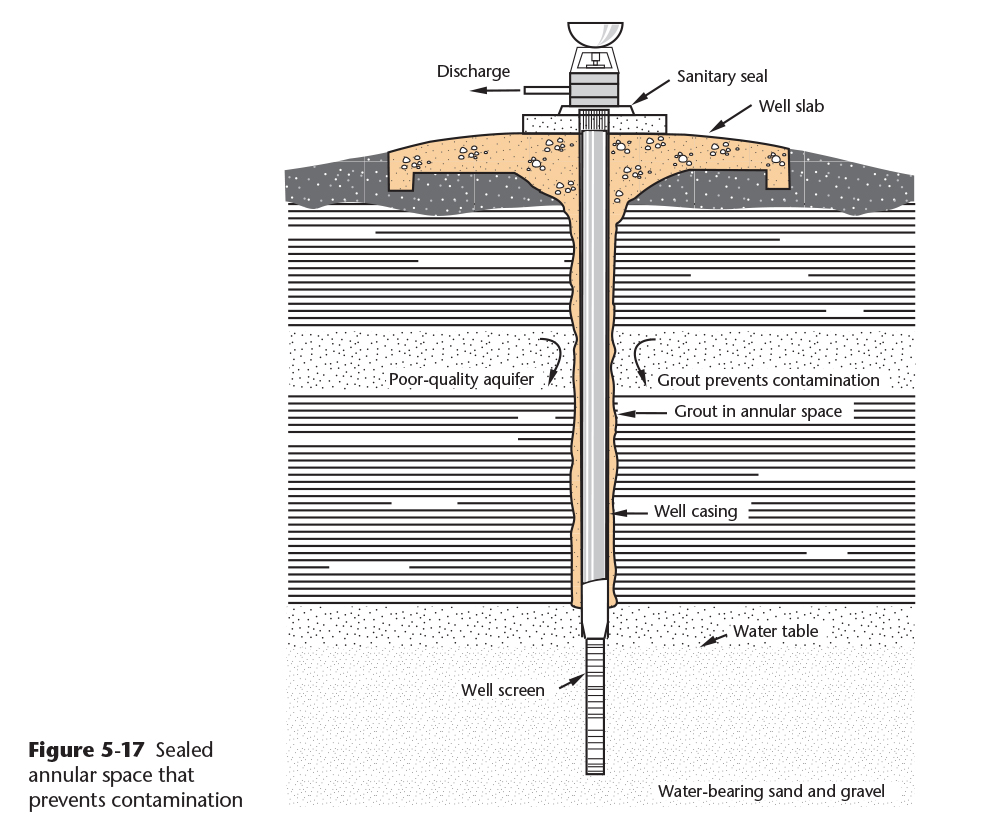 Discharge
Sanitary seal
Well slab
Poor-quality aquifer
Grout prevents contamination
Grout in annular space
Well casing
Water table
Well screen
Water-bearing sand and gravel
Figure 5-17 Sealed
annular space that
prevents contamination